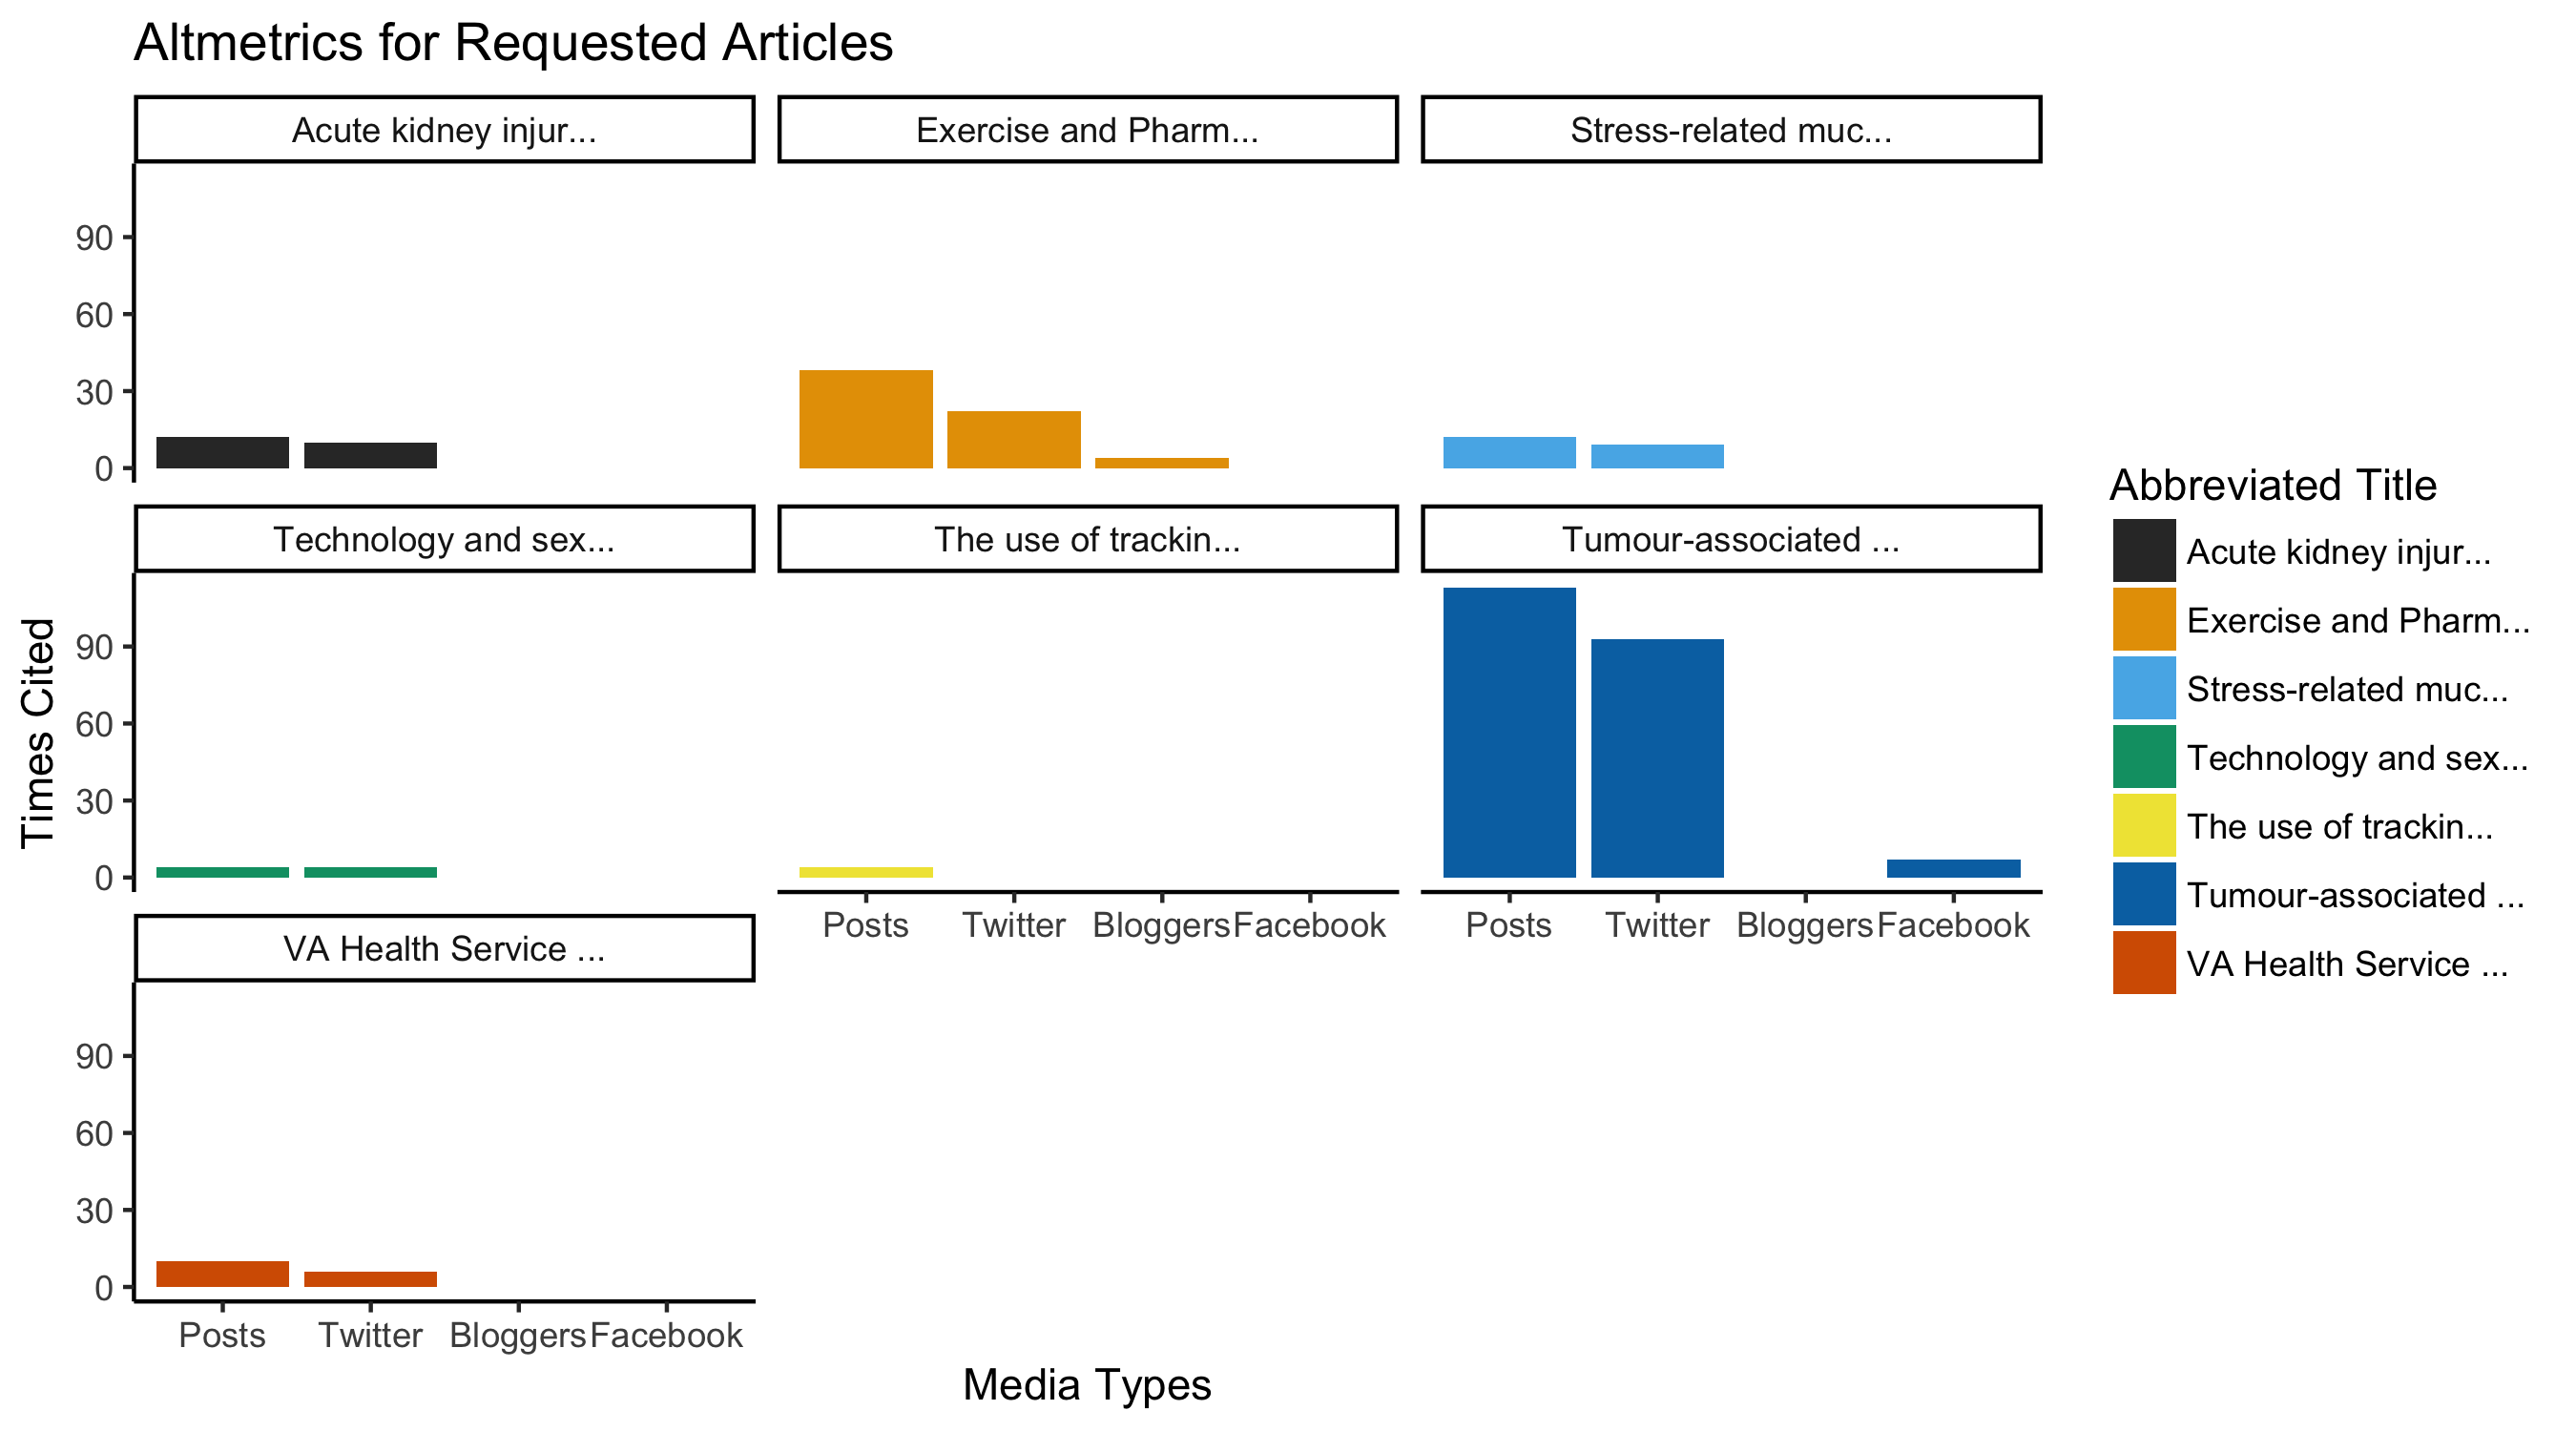 Altmetrics for Requested Articles
Acute kidney injur...
Exercise and Pharm...
Stress-related muc...
90
60
30
0
Technology and sex...
The use of trackin...
Tumour-associated ...
90
60
30
0
Posts Twitter Bloggers Facebook
Posts Twitter Bloggers Facebook
VA Health Service ...
90
60
30
0
Posts Twitter Bloggers Facebook
Times Cited
Media Types
Abbreviated Title
Acute kidney injur...
Exercise and Pharm...
Stress-related muc...
Technology and sex...
The use of trackin...
Tumour-associated ...
VA Health Service ...